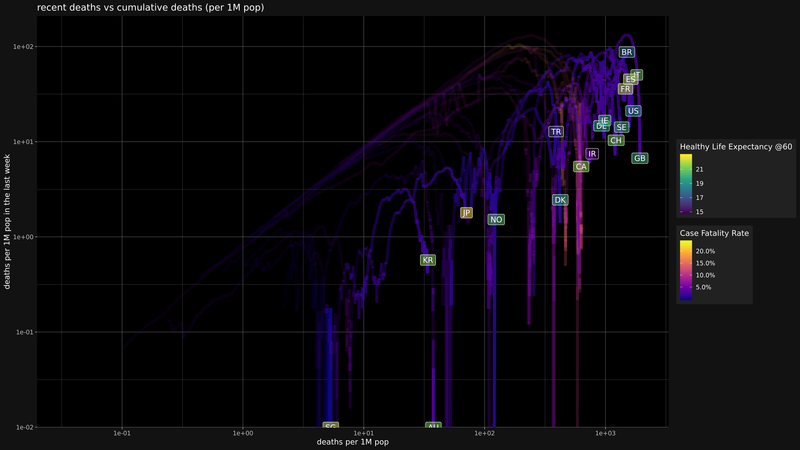 recent deaths vs cumulative deaths (per 1M pop)
1e+02
1e+01
1e+00
1e-01
1e-02
deaths per 1M pop in the last week
1e-01
1e+00
1e+01
1e+02
1e+03
deaths per 1M pop
BR
IT
ES
FR
US
IE
DE
SE
TR
CH
IR
GB
CA
DK
JP
NO
KR
SG
AU
Healthy Life Expectancy @60
21
19
17
15
Case Fatality Rate
20.0%
15.0%
10.0%
5.0%